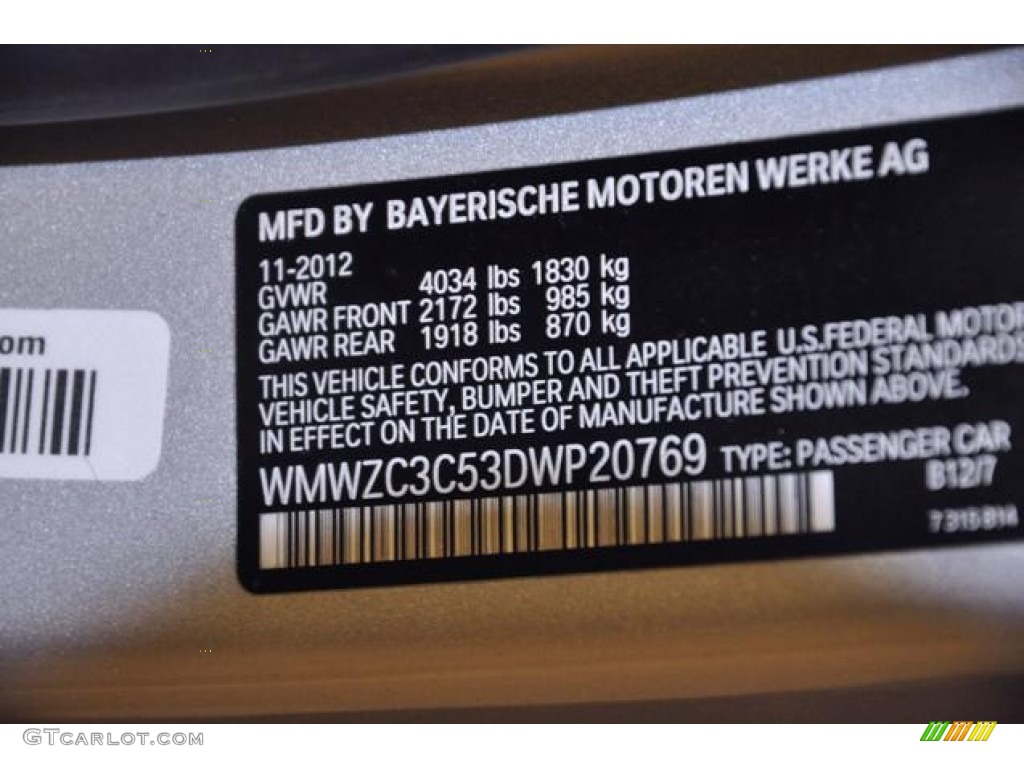 MFD BY BAYERISCHE MOTOREN WERKE AG
11-2012
GVWR 4034 lbs 1830 kg
GAWR FRONT 2172 lbs 985 kg
GAWR REAR 1918 lbs 870 kg
THIS VEHICLE CONFORMS TO ALL APPLICABLE U.S.FEDERAL MOTOR
VEHICLE SAFETY, BUMPER AND THEFT PREVENTION STANDARDS
IN EFFECT ON THE DATE OF MANUFACTURE SHOWN ABOVE.
WMWZC3C53DWP20769 TYPE: PASSENGER CAR
B12/7
7 315 814
om
GTCARLOT.COM